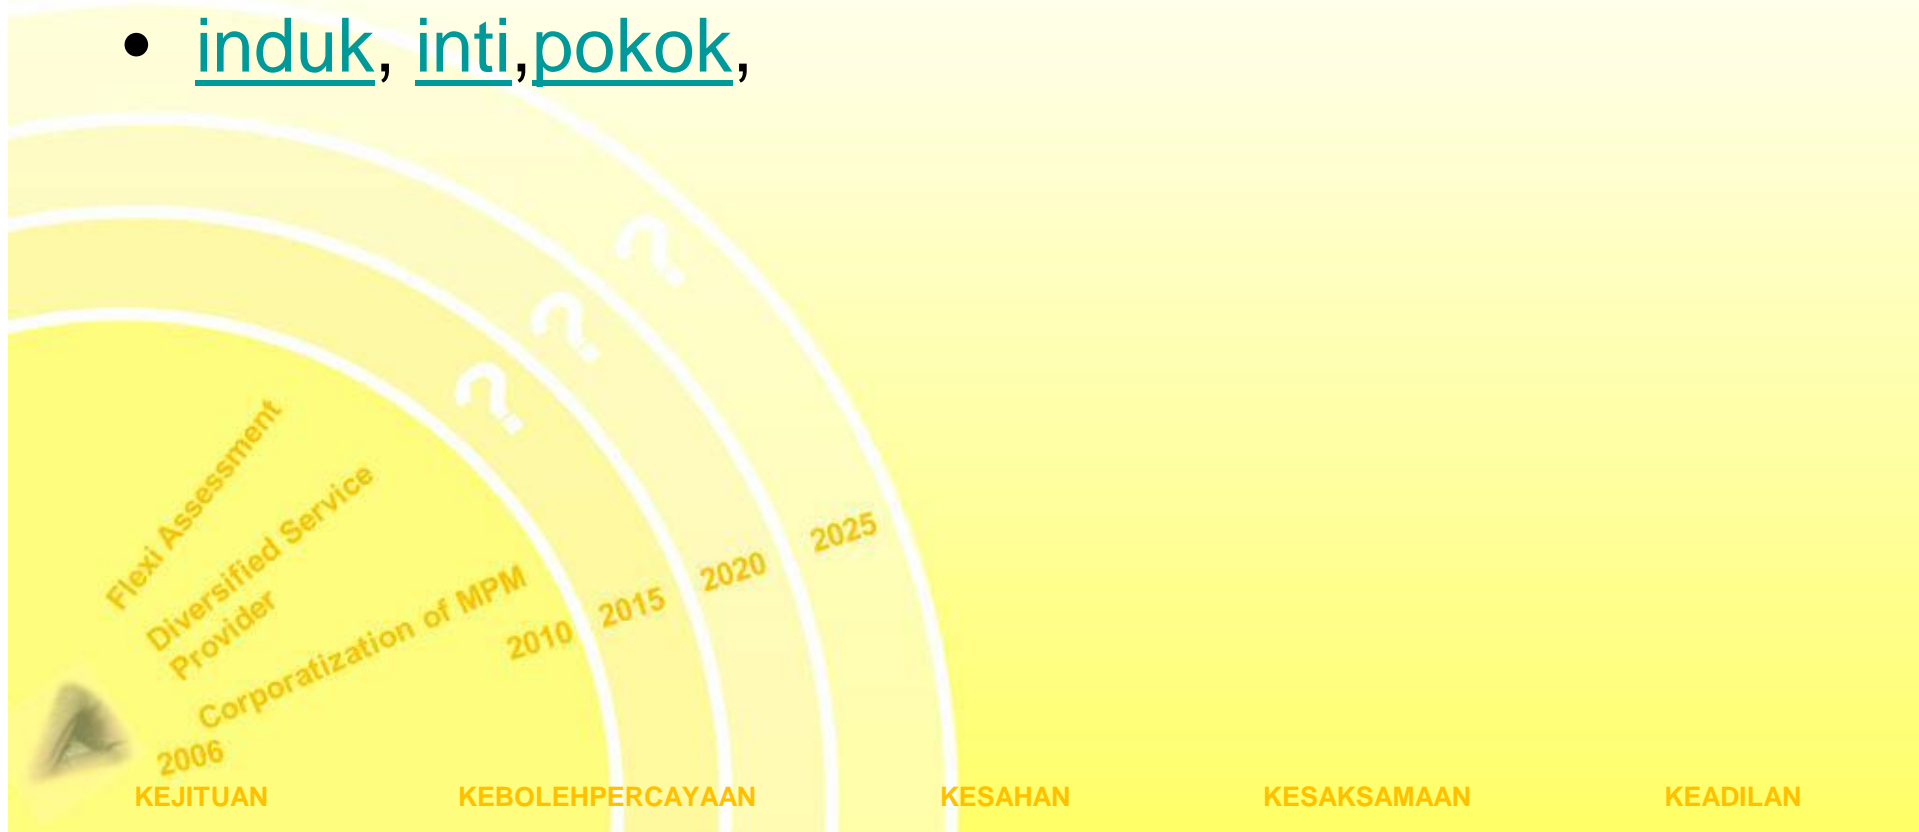 • induk, inti,pokok,
?
?
?
Flexi Assessment
Diversified Service
Provider
Corporatization of MPM
2006
2010
2015
2020
2025
KEJITUAN KEBOLEHPERCAYAAN KESAHAN KESAKSAMAAN KEADILAN